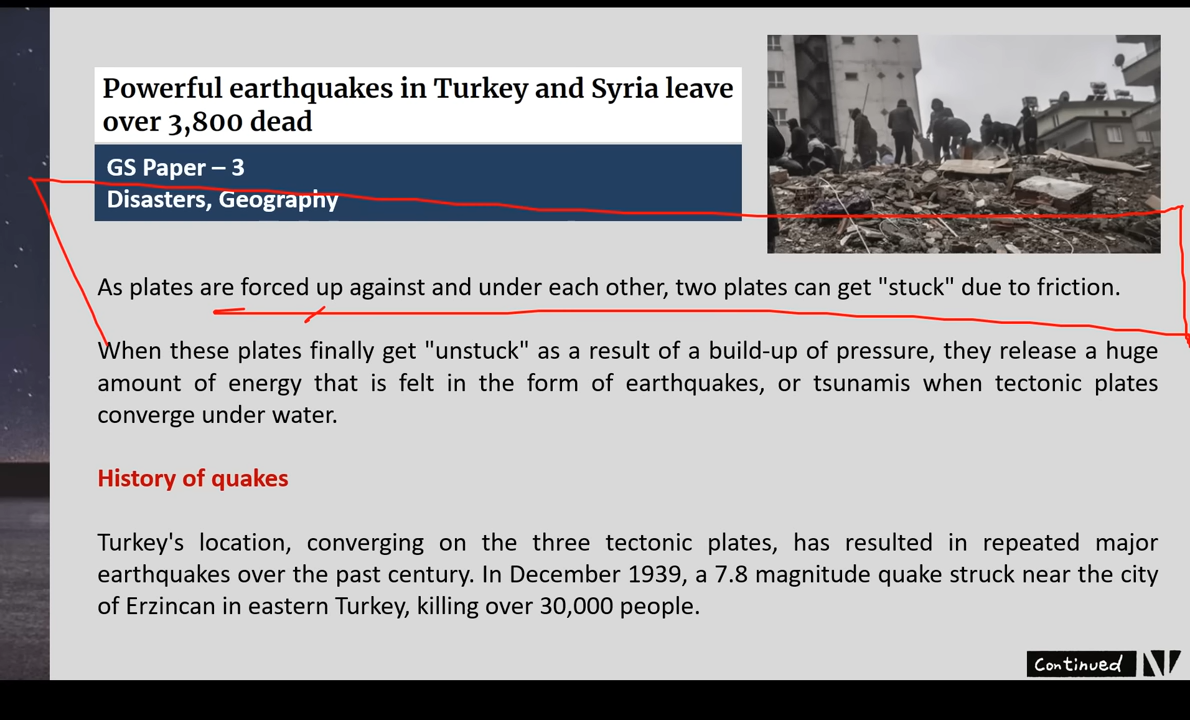 Powerful earthquakes in Turkey and Syria leave
over 3,800 dead
GS Paper – 3
Disasters, Geography
As plates are forced up against and under each other, two plates can get "stuck" due to friction.
When these plates finally get "unstuck" as a result of a build-up of pressure, they release a huge
amount of energy that is felt in the form of earthquakes, or tsunamis when tectonic plates
converge under water.
History of quakes
Turkey's location, converging on the three tectonic plates, has resulted in repeated major
earthquakes over the past century. In December 1939, a 7.8 magnitude quake struck near the city
of Erzincan in eastern Turkey, killing over 30,000 people.
Continued